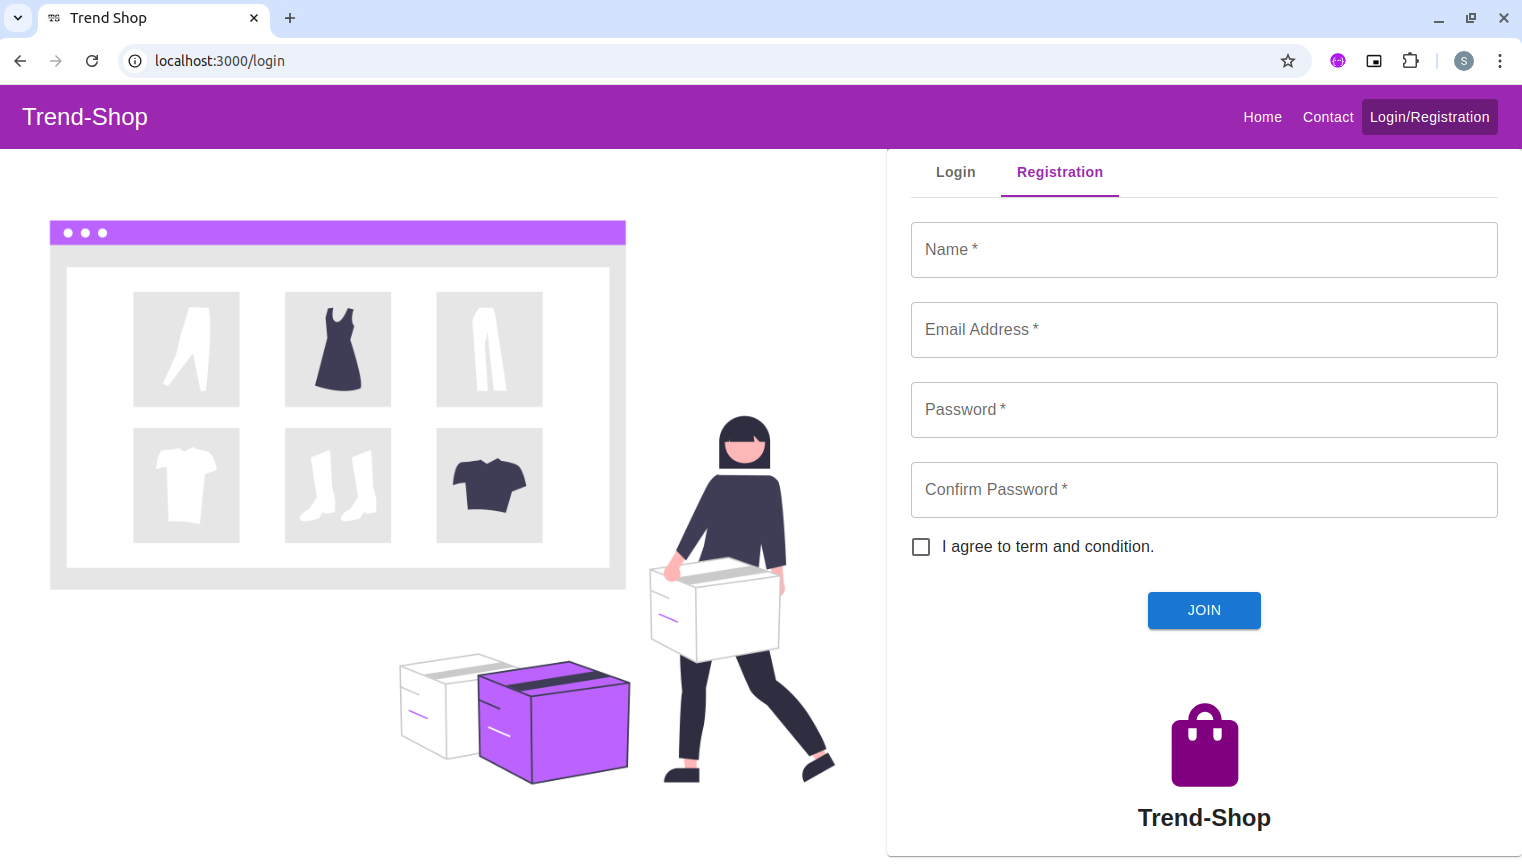 Trend Shop
localhost:3000/login
S
Trend-Shop
Home Contact Login/Registration
Login Registration
Name *
Email Address *
Password *
Confirm Password *
I agree to term and condition.
JOIN
Trend-Shop